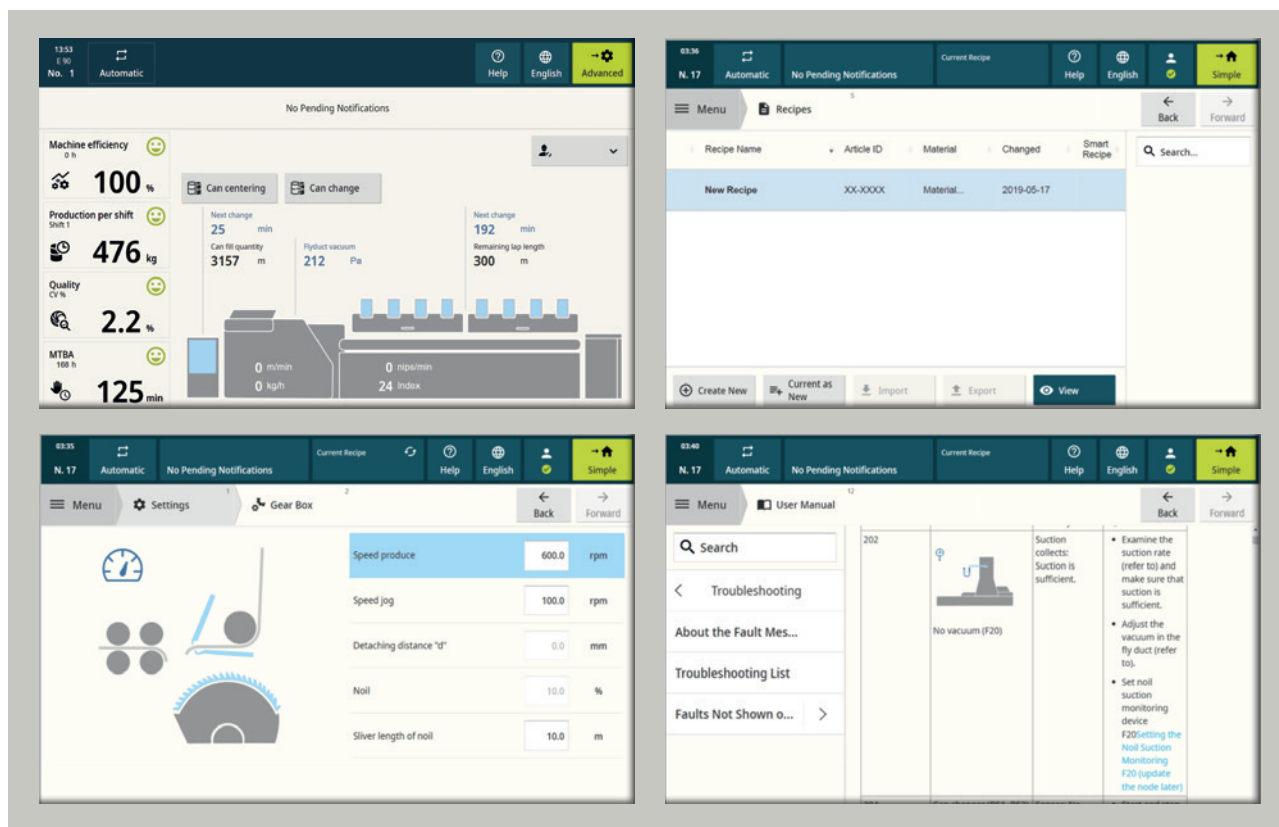 13:53
E 90
No. 1
Automatic
Help
English
Advanced
No Pending Notifications
Machine efficiency
0 h
100 %
Production per shift
Shift 1
476 kg
Quality
CV %
2.2 %
MTBA
168 h
125 min
Can centering
Can change
Next change
25 min
Can fill quantity
3157 m
Flyduct vacuum
212 Pa
Next change
192 min
Remaining lap length
300 m
0 m/min
0 kg/h
0 nips/min
24 Index
03:36
N. 17
Automatic
No Pending Notifications
Current Recipe
Help
English
Simple
Menu
Recipes
5
Back
Forward
Recipe Name
Article ID
Material
Changed
Smart
Recipe
Search...
New Recipe
XX-XXXX
Material...
2019-05-17
Create New
Current as
New
Import
Export
View
03:35
N. 17
Automatic
No Pending Notifications
Current Recipe
Help
English
Simple
Menu
Settings
1
Gear Box
2
Back
Forward
Speed produce 600.0 rpm
Speed jog 100.0 rpm
Detaching distance "d" 0.0 mm
Noil 10.0 %
Sliver length of noil 10.0 m
03:40
N. 17
Automatic
No Pending Notifications
Current Recipe
Help
English
Simple
Menu
User Manual
12
Back
Forward
Search
Troubleshooting
About the Fault Mes...
Troubleshooting List
Faults Not Shown o...
202
No vacuum (F20)
Suction
collects:
Suction is
sufficient.
• Examine the
suction rate
(refer to) and
make sure that
suction is
sufficient.
• Adjust the
vacuum in the
fly duct (refer
to).
• Set noil
suction
monitoring
device
F20Setting the
Noil Suction
Monitoring
F20 (update
the node later)